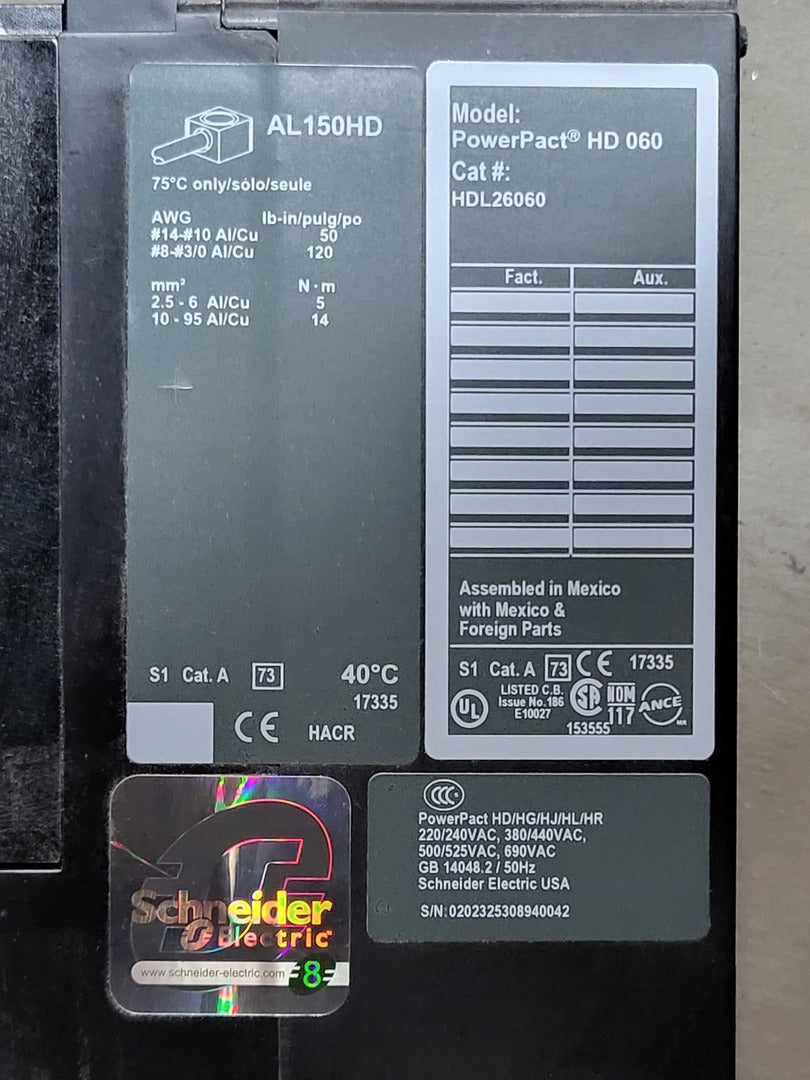 AL150HD
75°C only/sólo/seule
AWG lb-in/pulg/po
#14-#10 Al/Cu 50
#8-#3/0 Al/Cu 120
mm² N·m
2.5 - 6 Al/Cu 5
10 - 95 Al/Cu 14
S1 Cat. A 73 40°C
17335
CE HACR
Model:
PowerPact® HD 060
Cat #:
HDL26060
Fact. Aux.
Assembled in Mexico
with Mexico &
Foreign Parts
S1 Cat. A 73 CE 17335
UL LISTED C.B.
Issue No.186
E10027
SA
153555
NOM
117
ANCE
MR
Schneider
Electric
www.schneider-electric.com
8
CCC
PowerPact HD/HG/HJ/HL/HR
220/240VAC, 380/440VAC,
500/525VAC, 690VAC
GB 14048.2 / 50Hz
Schneider Electric USA
S/N: 0202325308940042